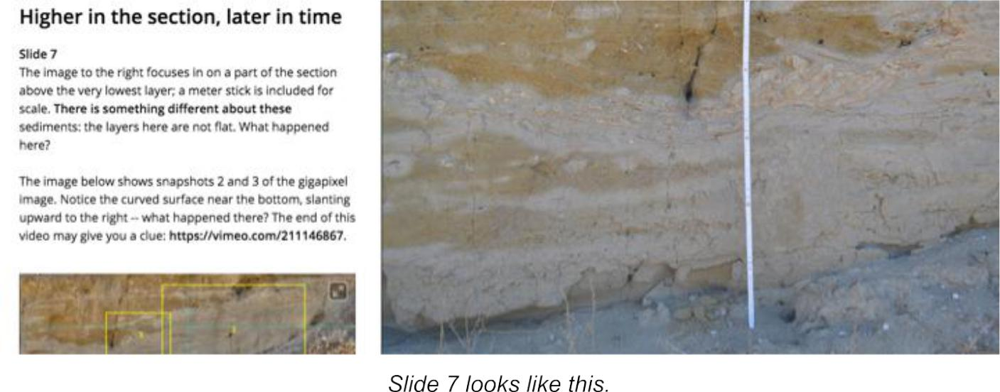 Higher in the section, later in time
Slide 7
The image to the right focuses in on a part of the section
above the very lowest layer; a meter stick is included for
scale. There is something different about these
sediments: the layers here are not flat. What happened
here?
The image below shows snapshots 2 and 3 of the gigapixel
image. Notice the curved surface near the bottom, slanting
upward to the right -- what happened there? The end of this
video may give you a clue: https://vimeo.com/211146867.
Slide 7 looks like this.